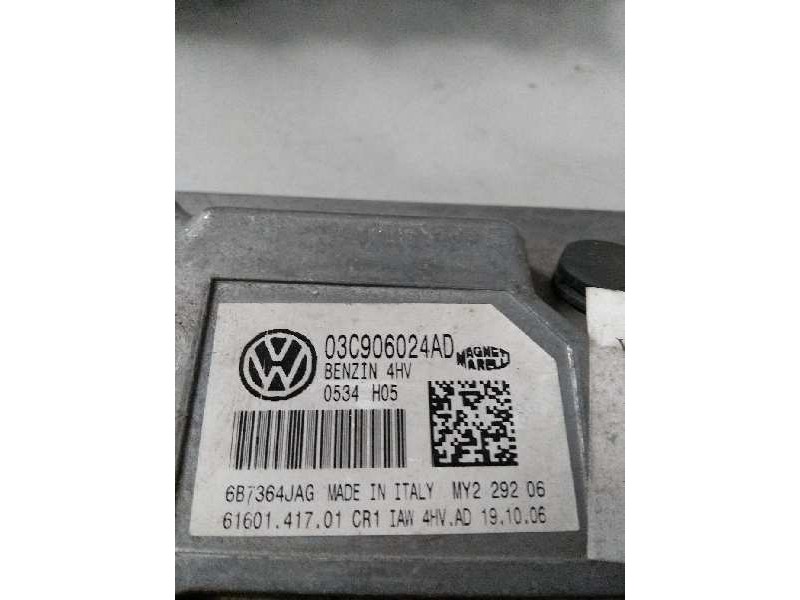 03C906024AD
MAGNETI
MARELLI
BENZIN 4HV
0534 H05
6B7364JAG MADE IN ITALY MY2 292 06
61601.417.01 CR1 IAW 4HV.AD 19.10.06